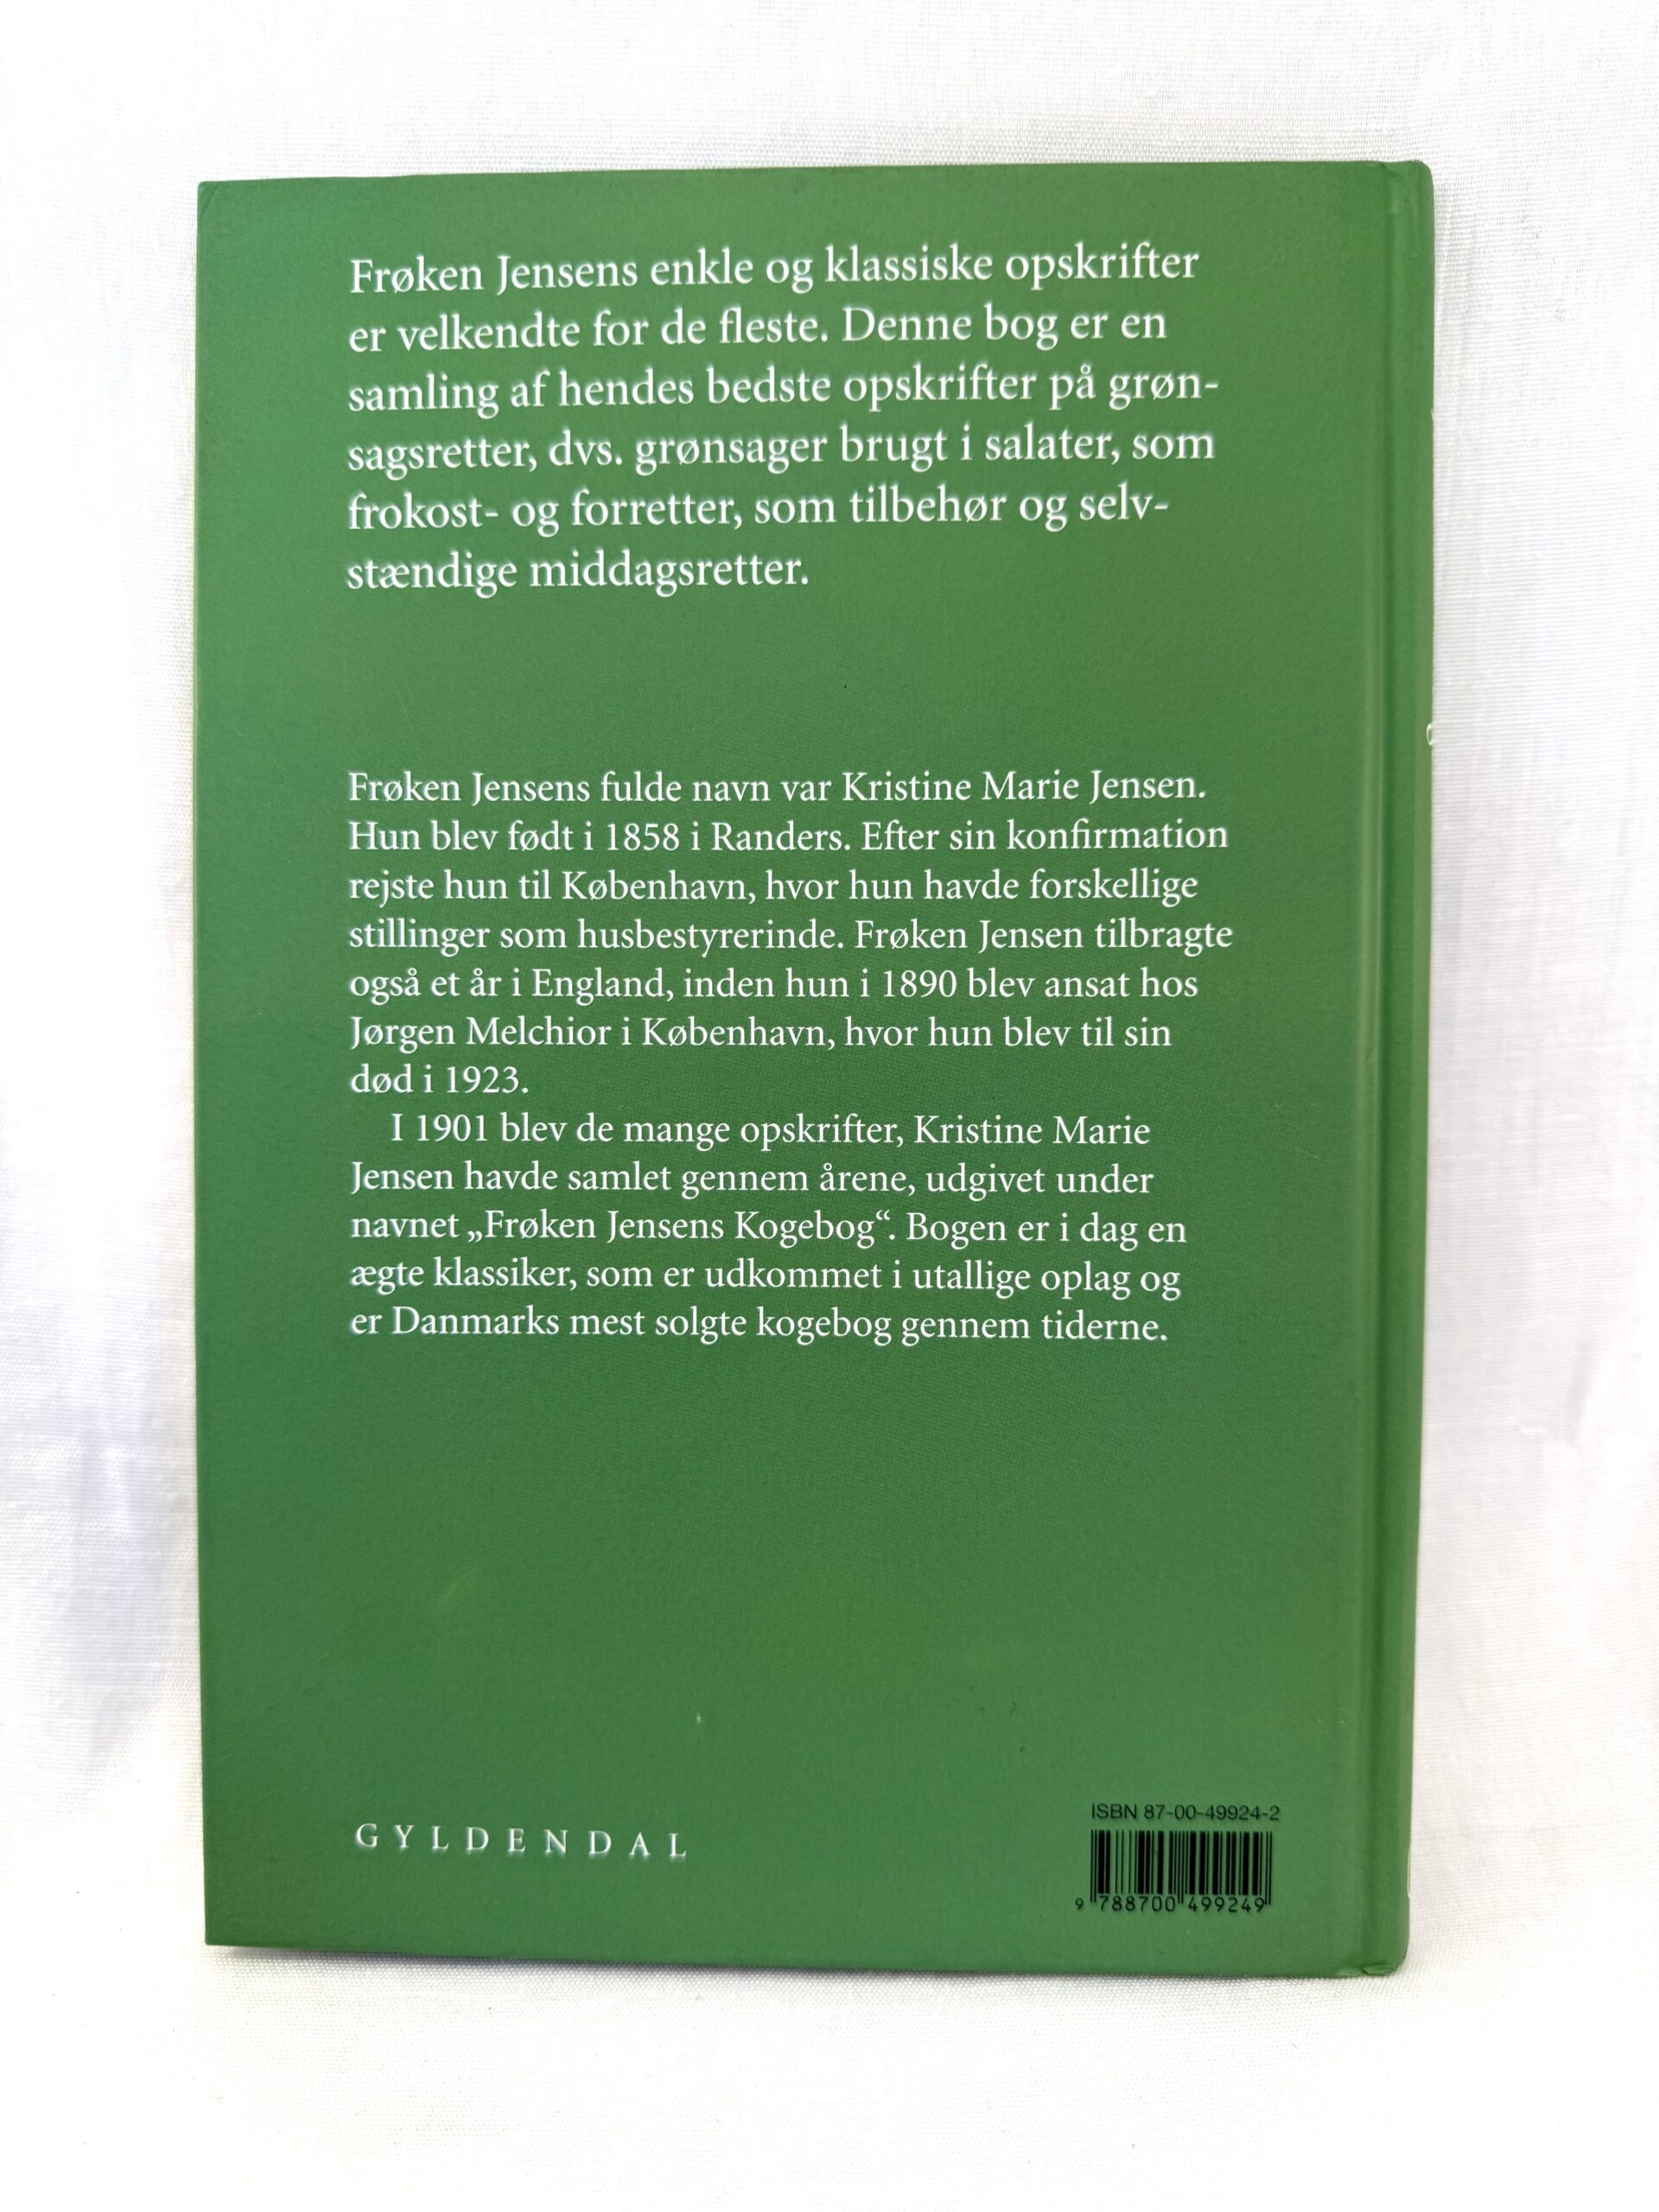 Frøken Jensens enkle og klassiske opskrifter
er velkendte for de fleste. Denne bog er en
samling af hendes bedste opskrifter på grøn-
sagsretter, dvs. grønsager brugt i salater, som
frokost- og forretter, som tilbehør og selv-
stændige middagsretter.
Frøken Jensens fulde navn var Kristine Marie Jensen.
Hun blev født i 1858 i Randers. Efter sin konfirmation
rejste hun til København, hvor hun havde forskellige
stillinger som husbestyrerinde. Frøken Jensen tilbragte
også et år i England, inden hun i 1890 blev ansat hos
Jørgen Melchior i København, hvor hun blev til sin
død i 1923.
I 1901 blev de mange opskrifter, Kristine Marie
Jensen havde samlet gennem årene, udgivet under
navnet „Frøken Jensens Kogebog“. Bogen er i dag en
ægte klassiker, som er udkommet i utallige oplag og
er Danmarks mest solgte kogebog gennem tiderne.
GYLDENDAL
ISBN 87-00-49924-2
9 788700 499249